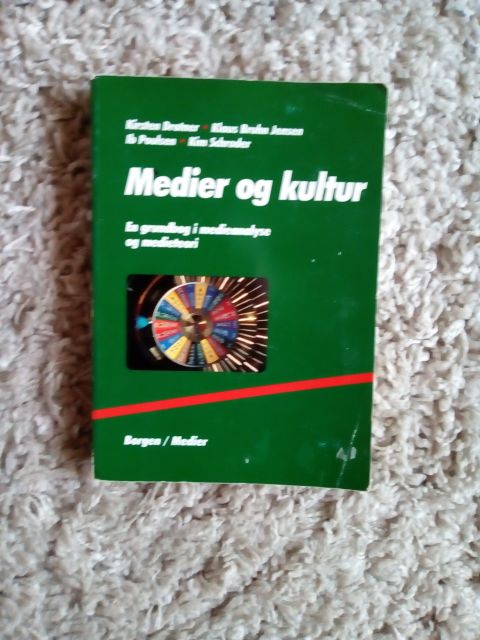 Kirsten Drotner • Klaus Bruhn Jensen
Ib Poulsen • Kim Schrøder
Medier og kultur
En grundbog i medieanalyse
og medieteori
Borgen / Medier